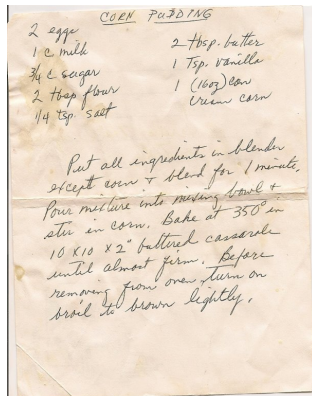 CORN PUDDING
2 eggs
1 c milk
3/4 c sugar
2 tbsp flour
1/4 tsp. salt
2 tbsp. butter
1 Tsp. vanilla
1 (16oz) can
cream corn
Put all ingredients in blender
except corn + blend for 1 minute.
Pour mixture into mixing bowl +
stir in corn. Bake at 350° in
10 x 10 x 2" buttered casserole
until almost firm. Before
removing from oven, turn on
broil to brown lightly.